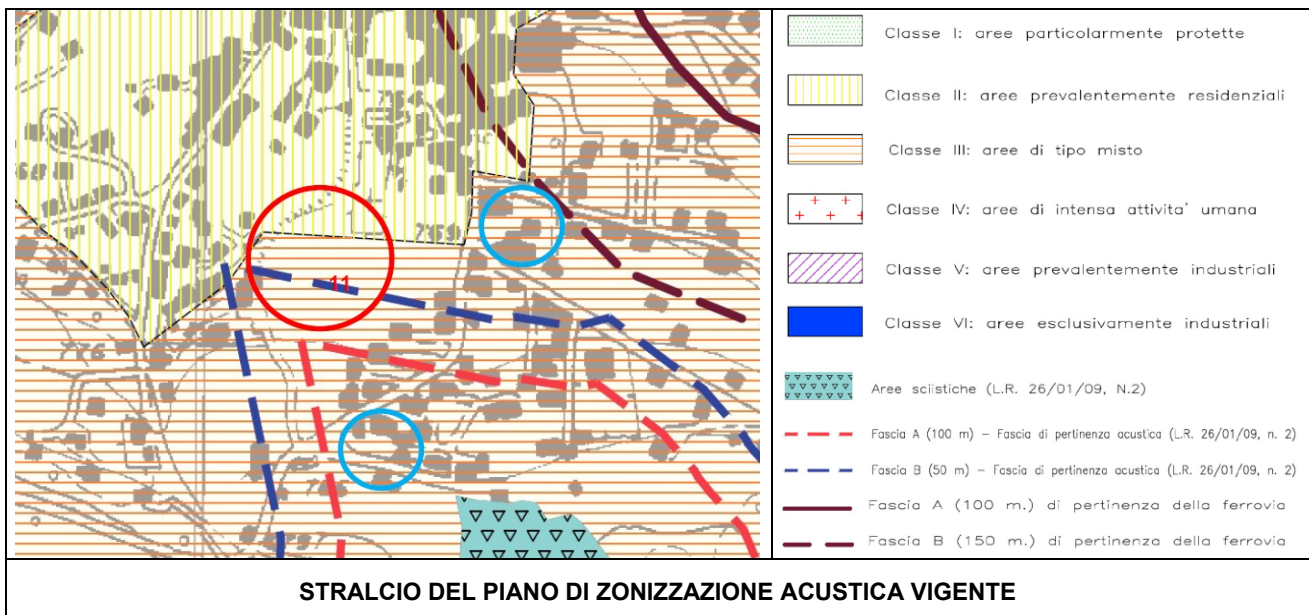 11
Classe I: aree particolarmente protette
Classe II: aree prevalentemente residenziali
Classe III: aree di tipo misto
Classe IV: aree di intensa attivita' umana
Classe V: aree prevalentemente industriali
Classe VI: aree esclusivamente industriali
Aree sciistiche (L.R. 26/01/09, N.2)
Fascia A (100 m) – Fascia di pertinenza acustica (L.R. 26/01/09, n. 2)
Fascia B (50 m) – Fascia di pertinenza acustica (L.R. 26/01/09, n. 2)
Fascia A (100 m.) di pertinenza della ferrovia
Fascia B (150 m.) di pertinenza della ferrovia
STRALCIO DEL PIANO DI ZONIZZAZIONE ACUSTICA VIGENTE